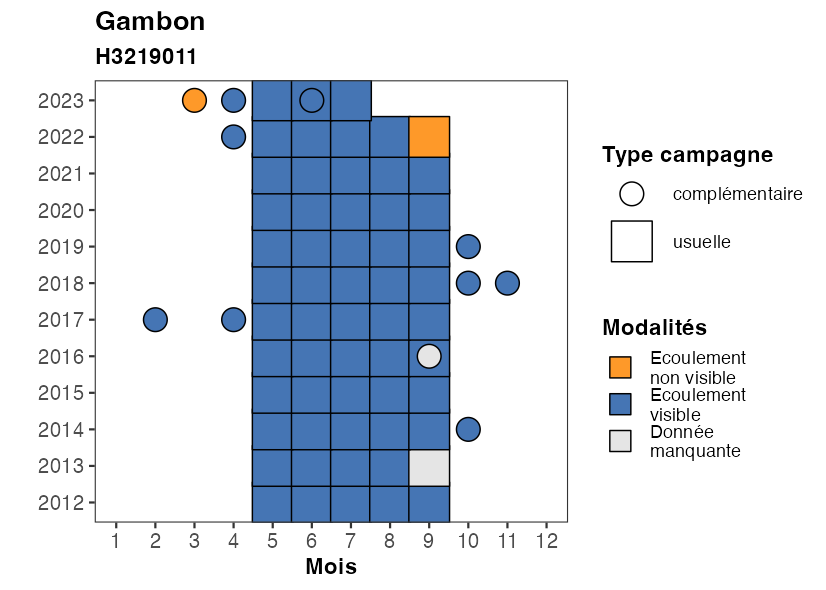 Gambon
H3219011
2023
2022
2021
2020
2019
2018
2017
2016
2015
2014
2013
2012
1 2 3 4 5 6 7 8 9 10 11 12
Mois
Type campagne
complémentaire
usuelle
Modalités
Ecoulement
non visible
Ecoulement
visible
Donnée
manquante